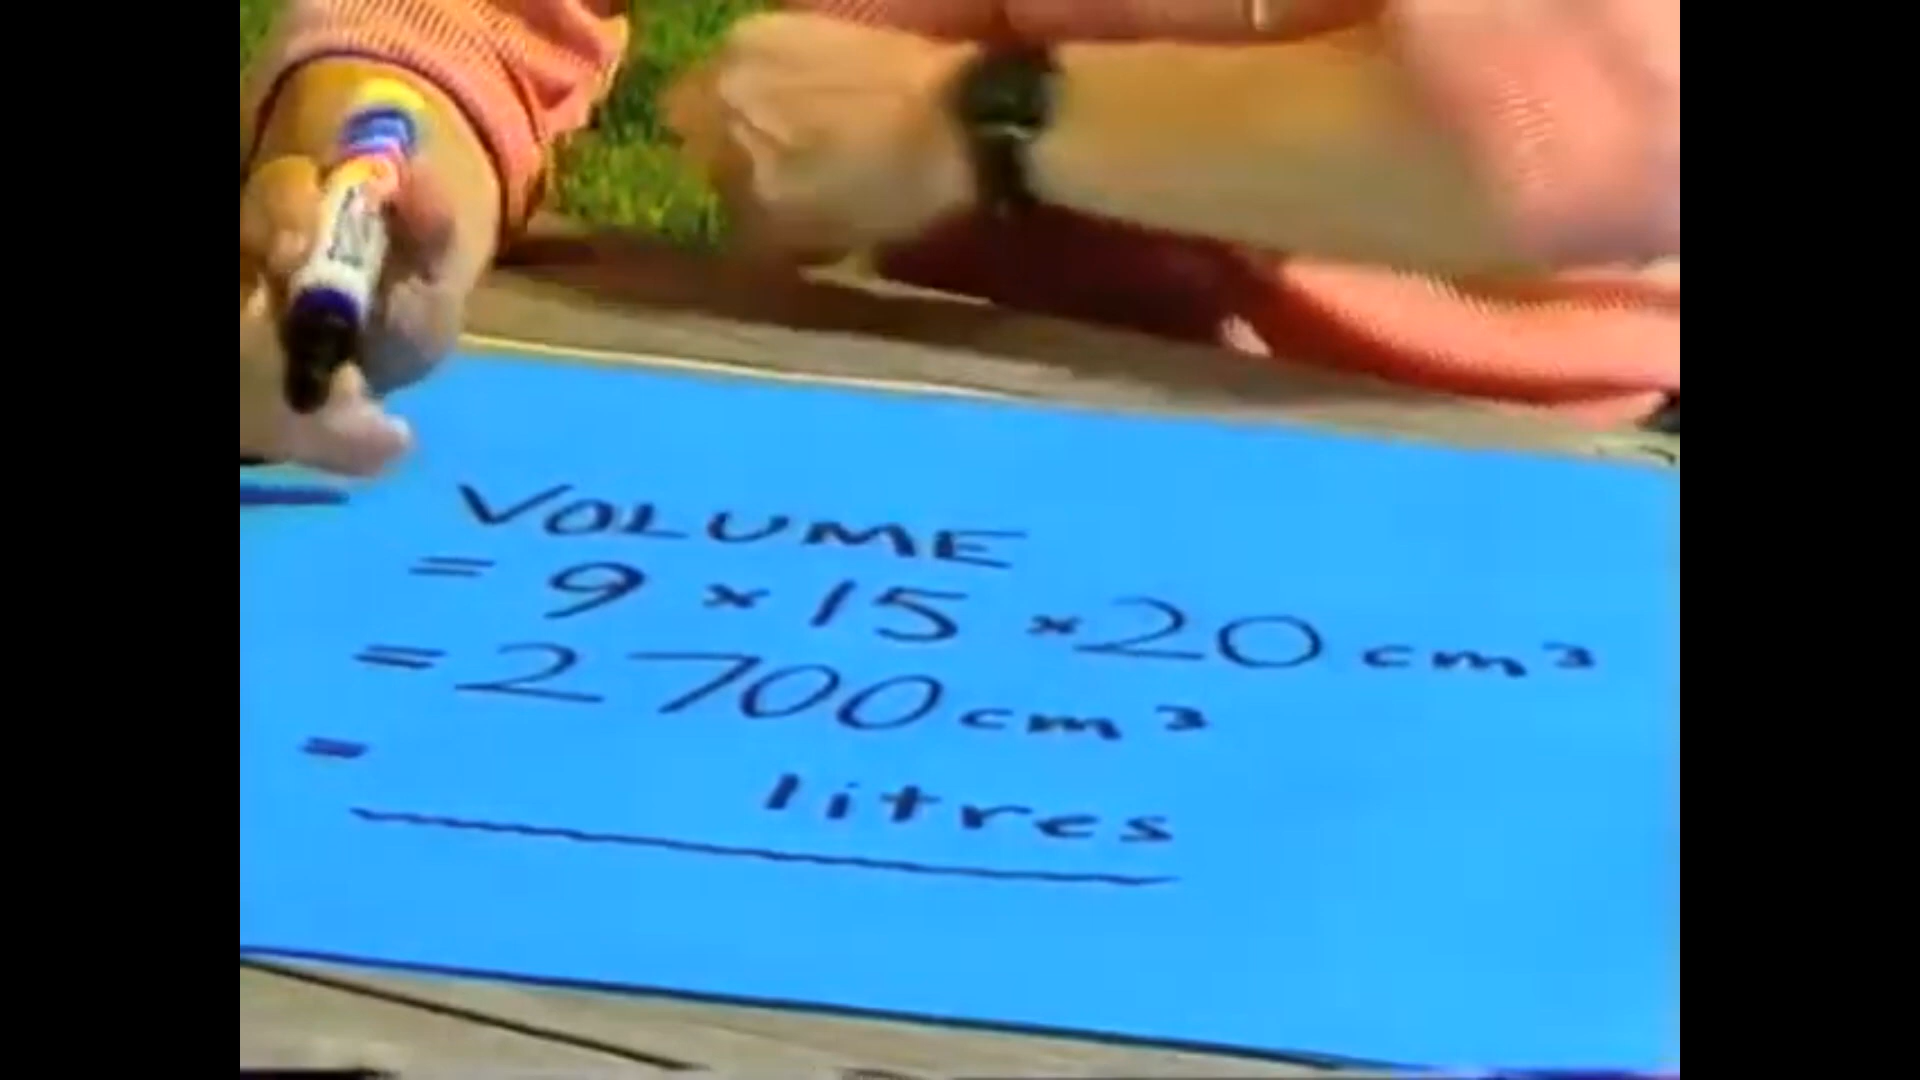 VOLUME
= 9 × 15 × 20 cm³
= 2700 cm³
= litres